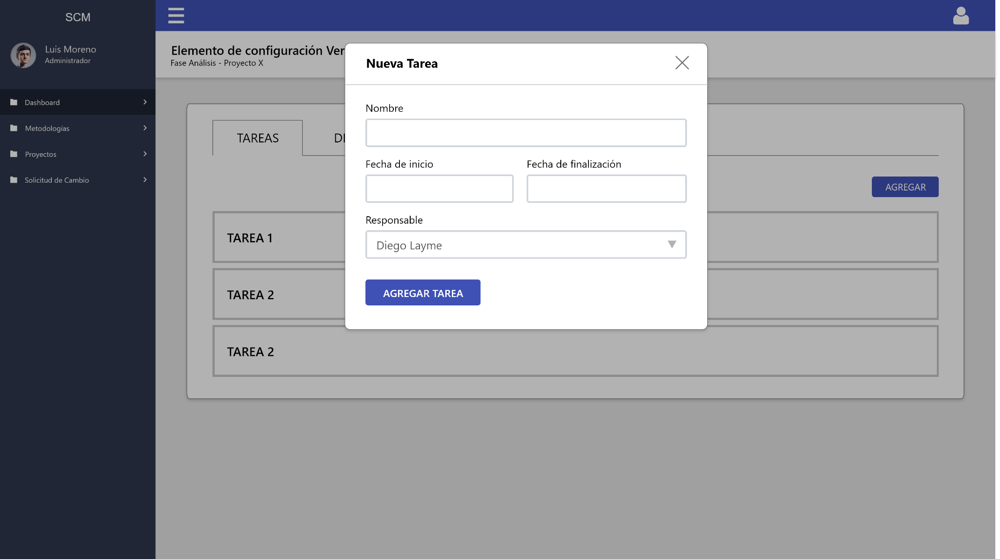 SCM
Luis Moreno
Administrador
Dashboard
Metodologías
Proyectos
Solicitud de Cambio
Elemento de configuración Ver
Fase Análisis - Proyecto X
TAREAS
AGREGAR
TAREA 1
TAREA 2
TAREA 2
Nueva Tarea
Nombre
Fecha de inicio
Fecha de finalización
Responsable
Diego Layme
AGREGAR TAREA